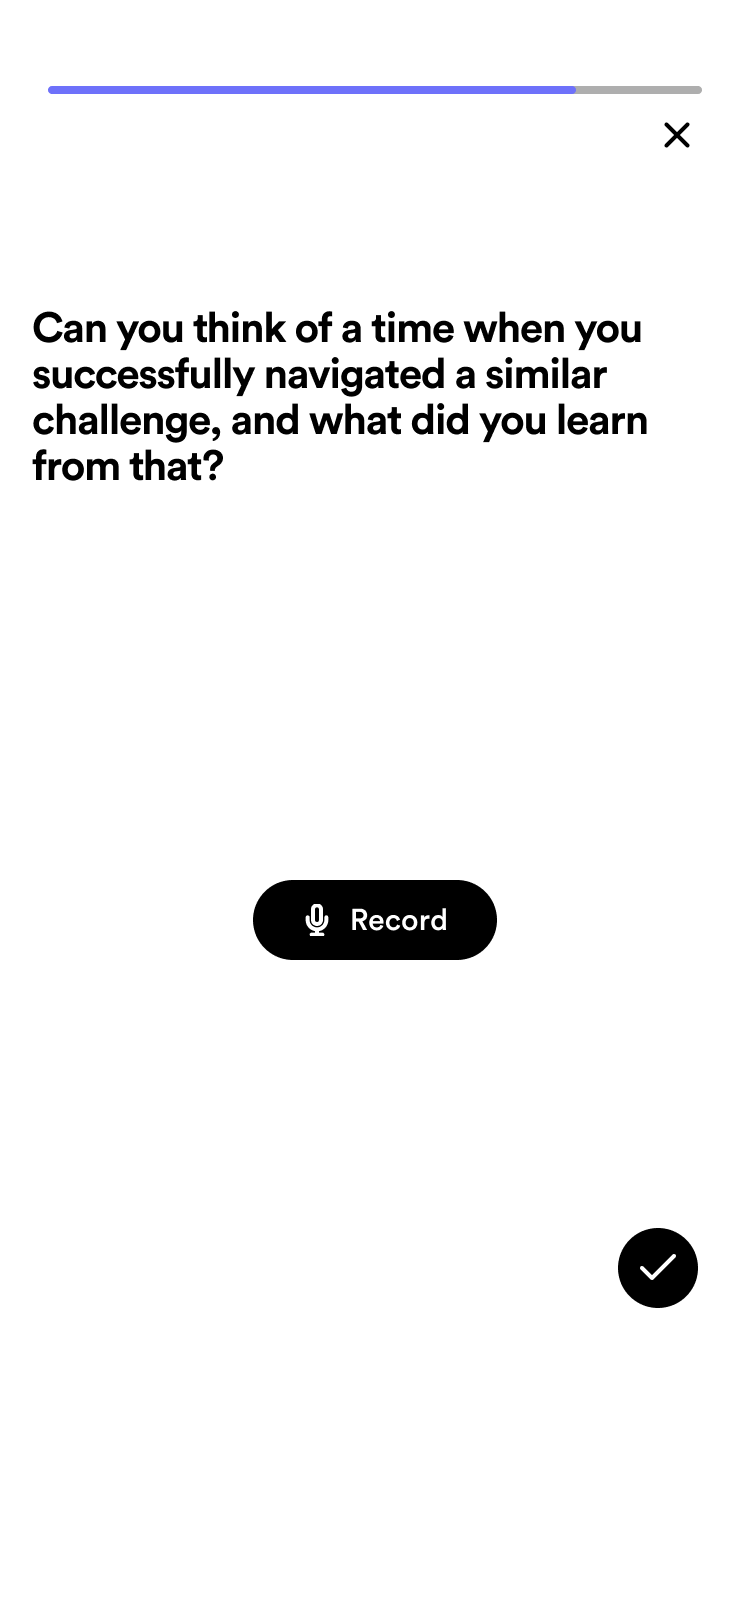 Can you think of a time when you
successfully navigated a similar
challenge, and what did you learn
from that?
Record